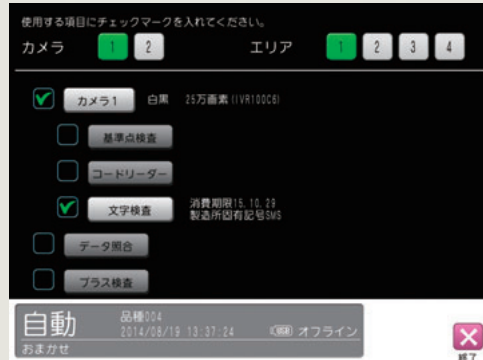 使用する項目にチェックマークを入れてください。
カメラ 1 2 エリア 1 2 3 4
カメラ1 白黒 25万画素(IVR100C6)
基準点検査
コードリーダー
文字検査 消費期限15.10.29
製造所固有記号SMS
データ照合
プラス検査
自動 品種004
2014/08/19 13:37:24 USB オフライン
おまかせ
終了